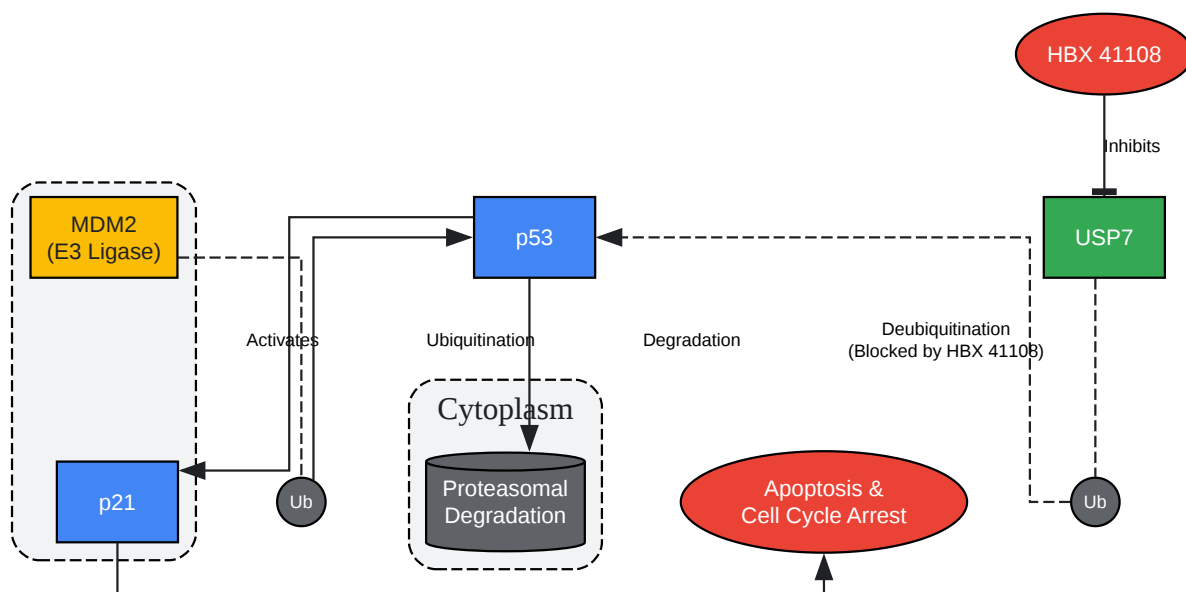 HBX 41108
Inhibits
MDM2
(E3 Ligase)
p53
USP7
Activates
Ubiquitination
Degradation
Deubiquitination
(Blocked by HBX 41108)
Cytoplasm
p21
Ub
Proteasomal
Degradation
Apoptosis &
Cell Cycle Arrest
Ub